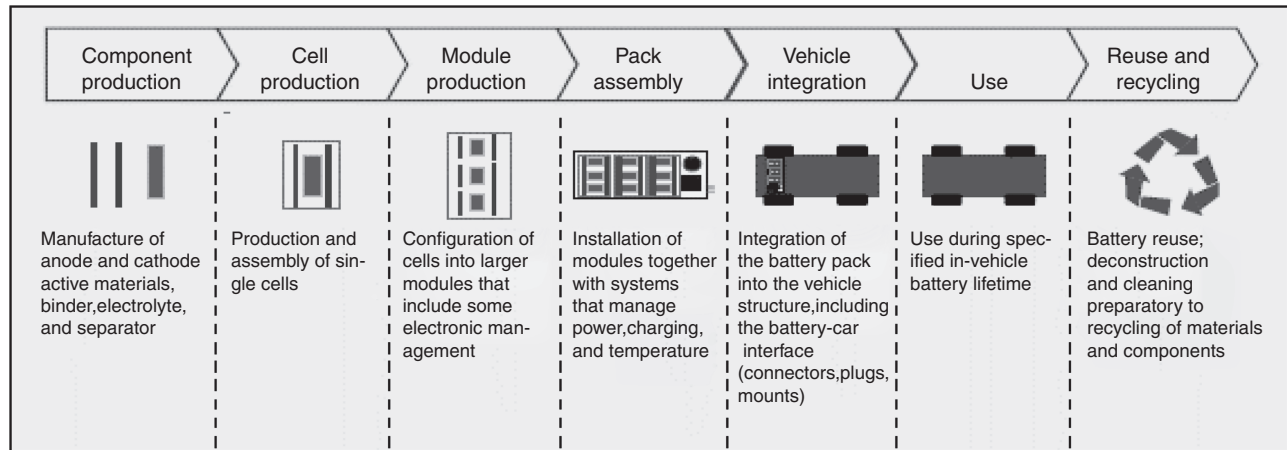 Component
production
Cell
production
Module
production
Pack
assembly
Vehicle
integration
Use
Reuse and
recycling
Manufacture of
anode and cathode
active materials,
binder,electrolyte,
and separator
Production and
assembly of sin-
gle cells
Configuration of
cells into larger
modules that
include some
electronic man-
agement
Installation of
modules together
with systems
that manage
power,charging,
and temperature
Integration of
the battery pack
into the vehicle
structure,including
the battery-car
interface
(connectors,plugs,
mounts)
Use during spec-
ified in-vehicle
battery lifetime
Battery reuse;
deconstruction
and cleaning
preparatory to
recycling of materials
and components